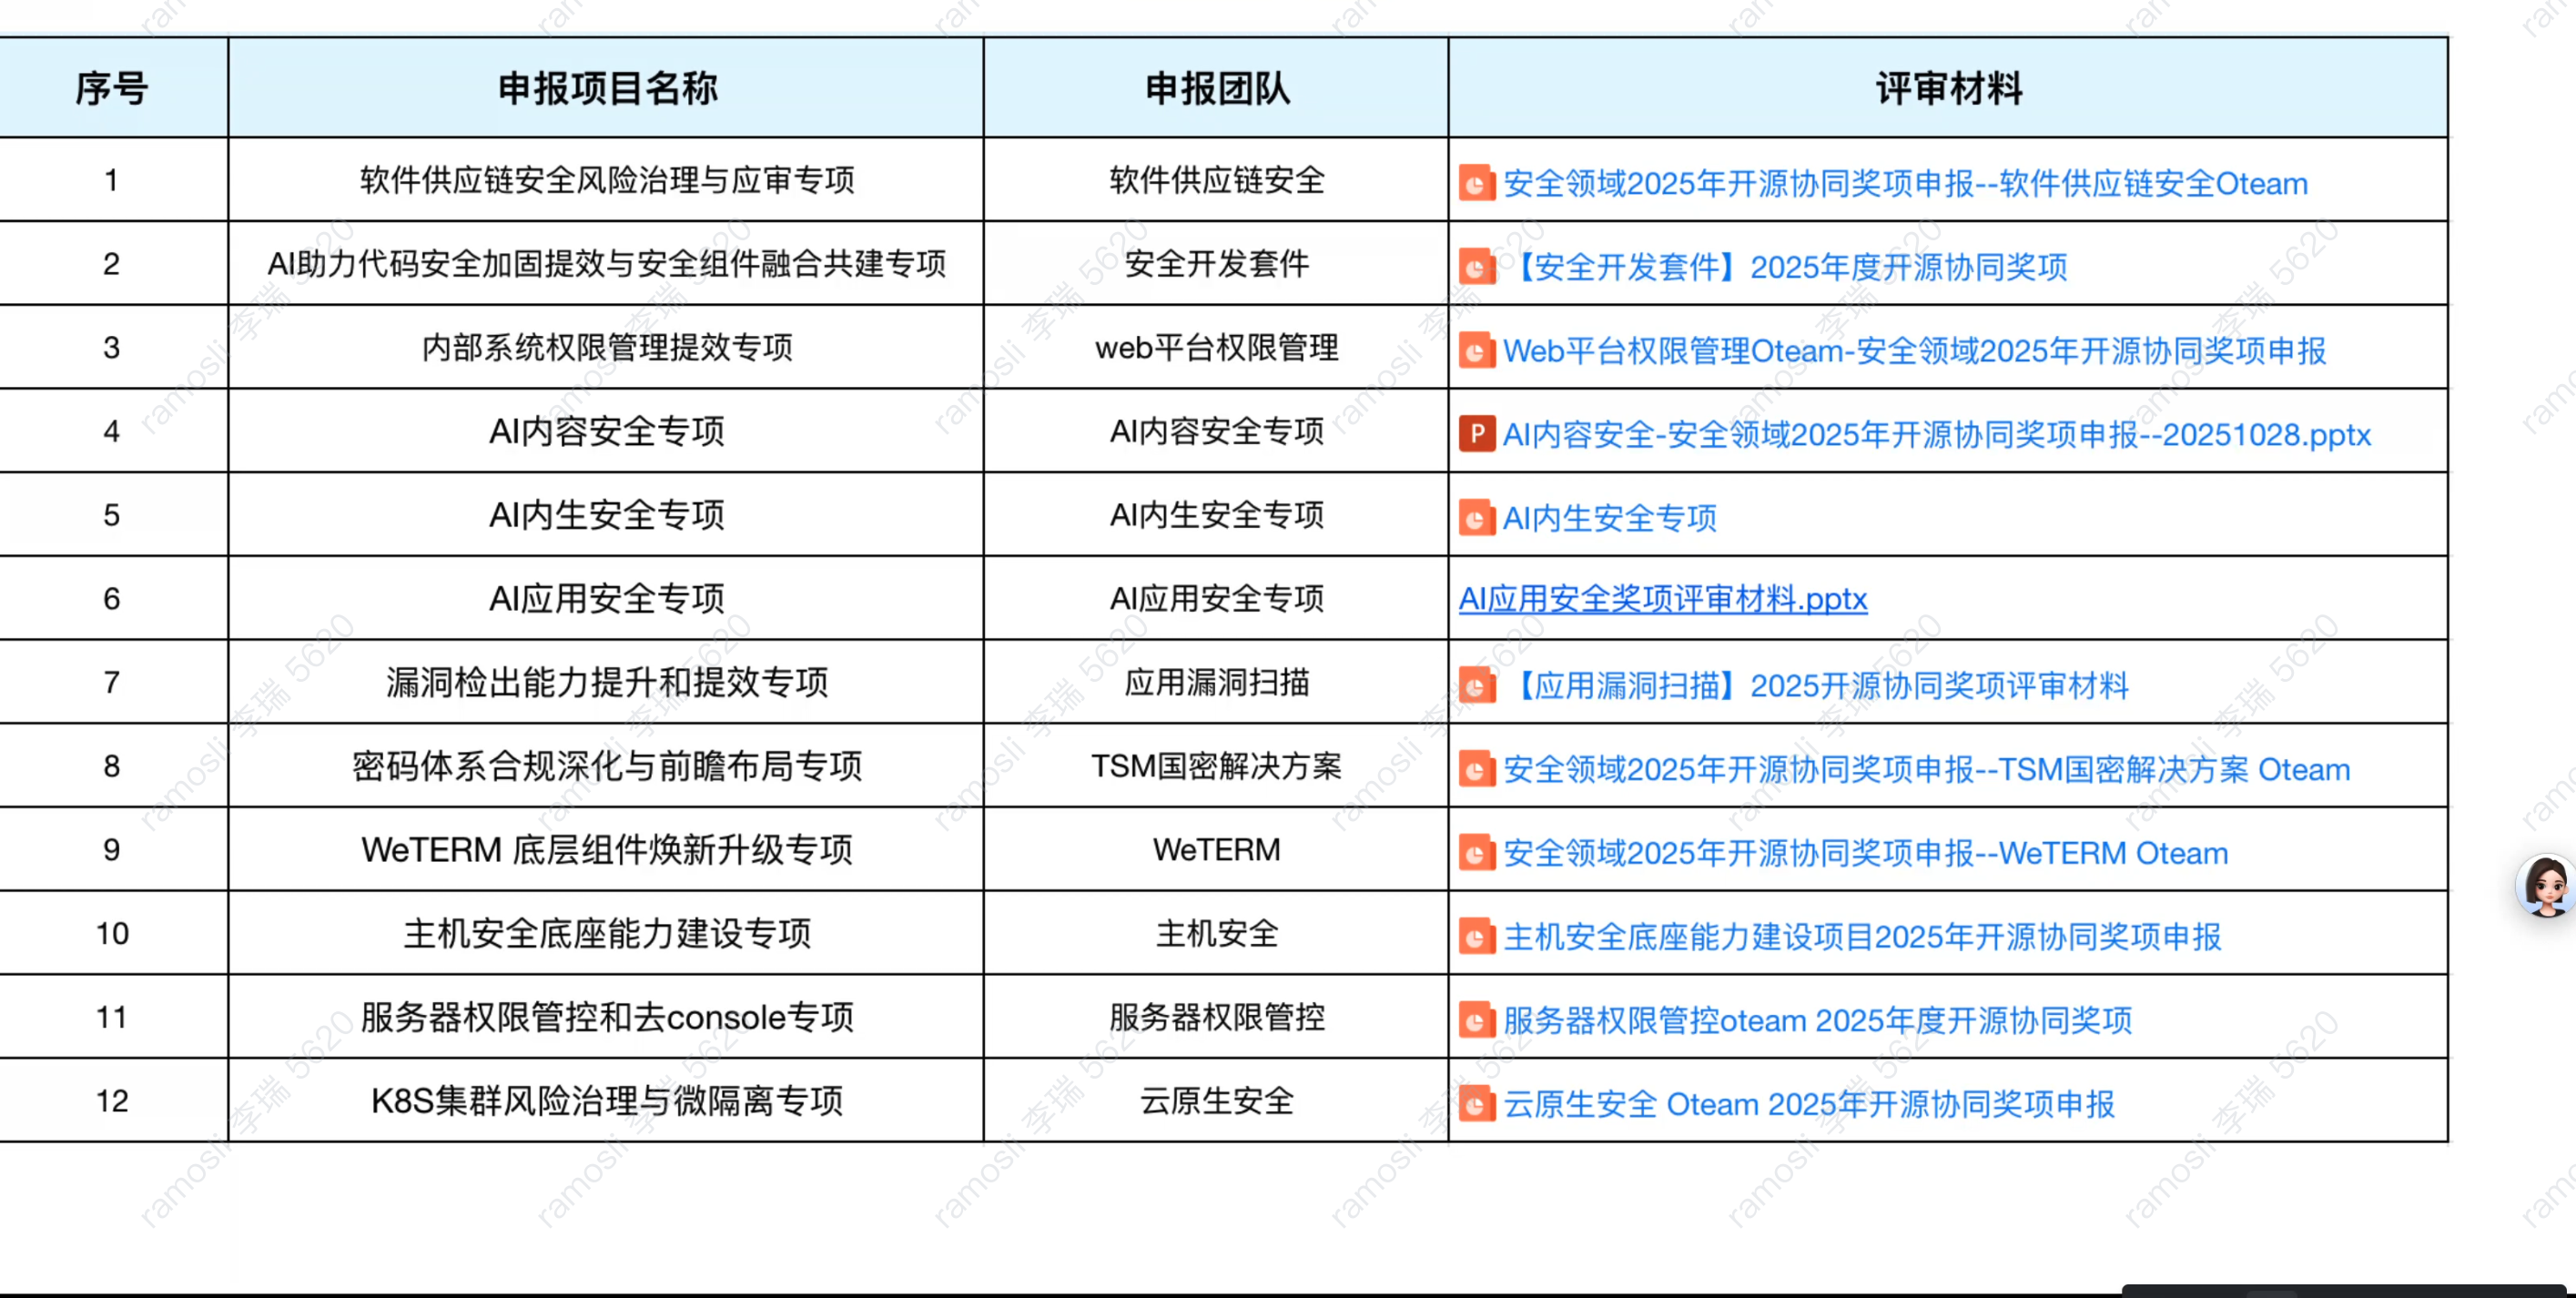 序号 申报项目名称 申报团队 评审材料
1 软件供应链安全风险治理与应审专项 软件供应链安全 安全领域2025年开源协同奖项申报--软件供应链安全Oteam
2 AI助力代码安全加固提效与安全组件融合共建专项 安全开发套件 【安全开发套件】2025年度开源协同奖项
3 内部系统权限管理提效专项 web平台权限管理 Web平台权限管理Oteam-安全领域2025年开源协同奖项申报
4 AI内容安全专项 AI内容安全专项 AI内容安全-安全领域2025年开源协同奖项申报--20251028.pptx
5 AI内生安全专项 AI内生安全专项 AI内生安全专项
6 AI应用安全专项 AI应用安全专项 AI应用安全奖项评审材料.pptx
7 漏洞检出能力提升和提效专项 应用漏洞扫描 【应用漏洞扫描】2025开源协同奖项评审材料
8 密码体系合规深化与前瞻布局专项 TSM国密解决方案 安全领域2025年开源协同奖项申报--TSM国密解决方案 Oteam
9 WeTERM 底层组件焕新升级专项 WeTERM 安全领域2025年开源协同奖项申报--WeTERM Oteam
10 主机安全底座能力建设专项 主机安全 主机安全底座能力建设项目2025年开源协同奖项申报
11 服务器权限管控和去console专项 服务器权限管控 服务器权限管控oteam 2025年度开源协同奖项
12 K8S集群风险治理与微隔离专项 云原生安全 云原生安全 Oteam 2025年开源协同奖项申报
ramosli 李瑞 5620